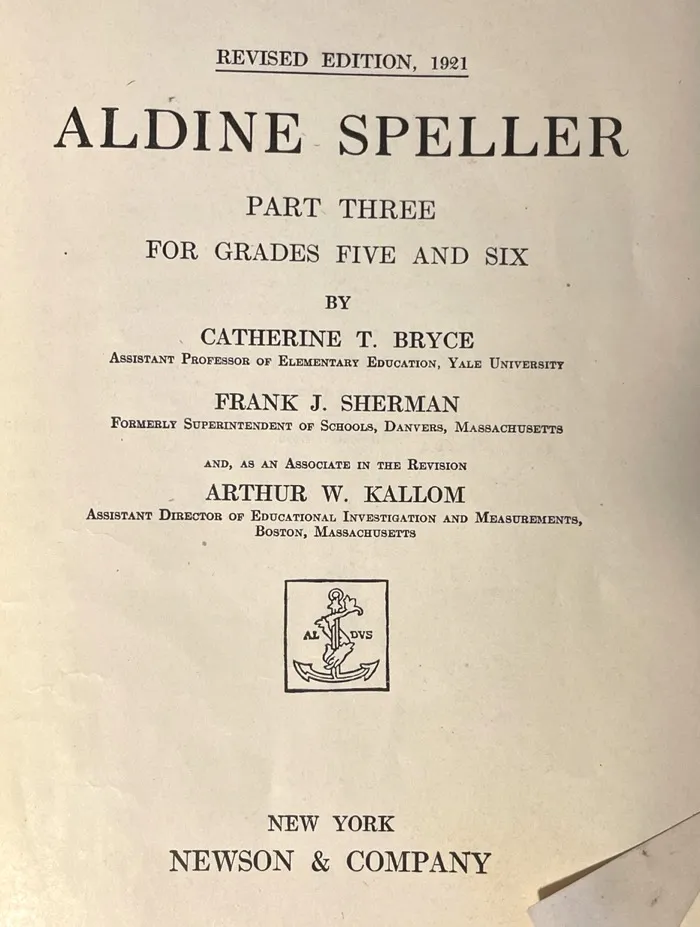 REVISED EDITION, 1921
ALDINE SPELLER
PART THREE
FOR GRADES FIVE AND SIX
BY
CATHERINE T. BRYCE
ASSISTANT PROFESSOR OF ELEMENTARY EDUCATION, YALE UNIVERSITY
FRANK J. SHERMAN
FORMERLY SUPERINTENDENT OF SCHOOLS, DANVERS, MASSACHUSETTS
AND, AS AN ASSOCIATE IN THE REVISION
ARTHUR W. KALLOM
ASSISTANT DIRECTOR OF EDUCATIONAL INVESTIGATION AND MEASUREMENTS,
BOSTON, MASSACHUSETTS
AL DVS
NEW YORK
NEWSON & COMPANY